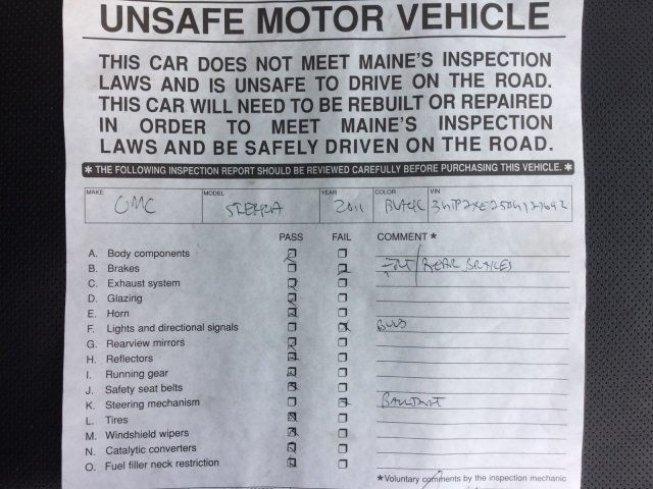 UNSAFE MOTOR VEHICLE
THIS CAR DOES NOT MEET MAINE'S INSPECTION
LAWS AND IS UNSAFE TO DRIVE ON THE ROAD.
THIS CAR WILL NEED TO BE REBUILT OR REPAIRED
IN ORDER TO MEET MAINE'S INSPECTION
LAWS AND BE SAFELY DRIVEN ON THE ROAD.
* THE FOLLOWING INSPECTION REPORT SHOULD BE REVIEWED CAREFULLY BEFORE PURCHASING THIS VEHICLE. *
MAKE MODEL YEAR COLOR VIN
GMC SIERRA 2011 BLACK
PASS FAIL COMMENT *
A. Body components
B. Brakes FRT/REAR BRAKES
C. Exhaust system
D. Glazing
E. Horn
F. Lights and directional signals
G. Rearview mirrors
H. Reflectors
I. Running gear
J. Safety seat belts
K. Steering mechanism
L. Tires
M. Windshield wipers
N. Catalytic converters
O. Fuel filler neck restriction
*Voluntary comments by the inspection mechanic